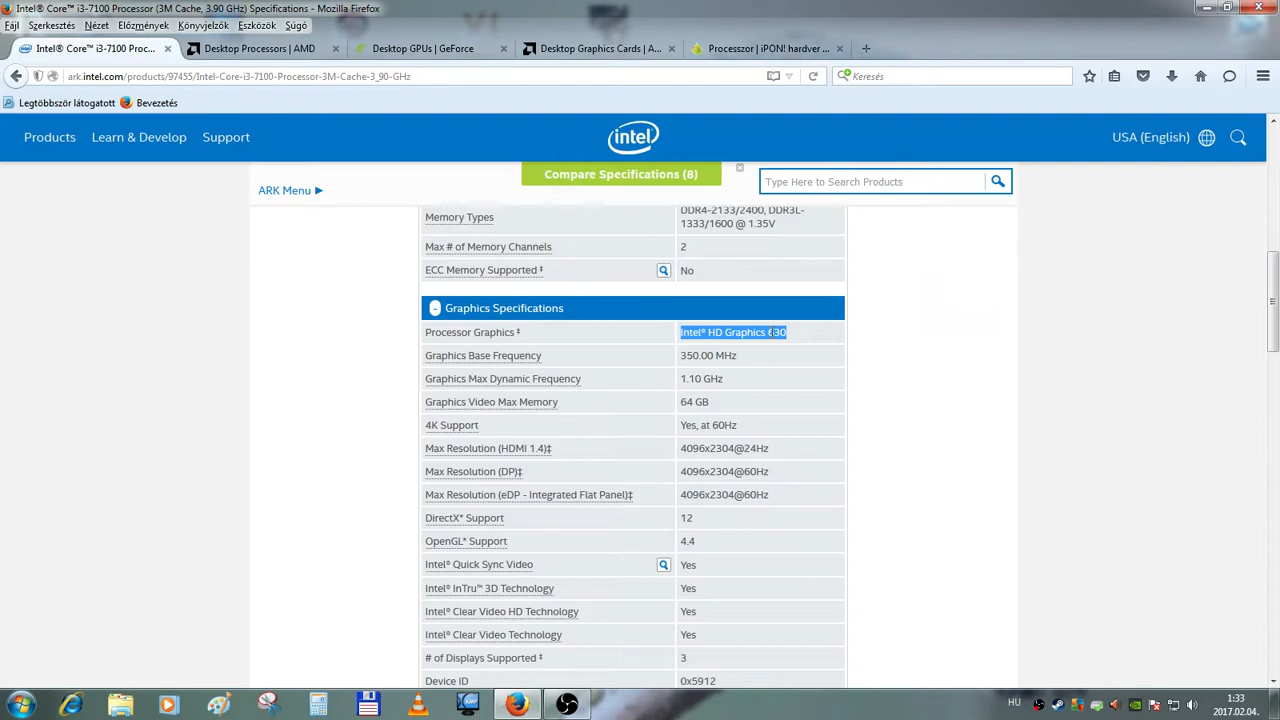 Intel® Core™ i3-7100 Processor (3M Cache, 3.90 GHz) Specifications - Mozilla Firefox
Fájl Szerkesztés Nézet Előzmények Könyvjelzők Eszközök Súgó
Intel® Core™ i3-7100 Proc...
Desktop Processors | AMD
Desktop GPUs | GeForce
Desktop Graphics Cards | A...
Processzor | iPON! hardver ...
ark.intel.com/products/97455/Intel-Core-i3-7100-Processor-3M-Cache-3_90-GHz
Keresés
Legtöbbször látogatott Bevezetés
Products Learn & Develop Support
intel
USA (English)
Compare Specifications (8)
ARK Menu ►
Type Here to Search Products
Memory Types
DDR4-2133/2400, DDR3L-
1333/1600 @ 1.35V
Max # of Memory Channels 2
ECC Memory Supported ‡ No
Graphics Specifications
Processor Graphics ‡ Intel® HD Graphics 630
Graphics Base Frequency 350.00 MHz
Graphics Max Dynamic Frequency 1.10 GHz
Graphics Video Max Memory 64 GB
4K Support Yes, at 60Hz
Max Resolution (HDMI 1.4)‡ 4096x2304@24Hz
Max Resolution (DP)‡ 4096x2304@60Hz
Max Resolution (eDP - Integrated Flat Panel)‡ 4096x2304@60Hz
DirectX* Support 12
OpenGL* Support 4.4
Intel® Quick Sync Video Yes
Intel® InTru™ 3D Technology Yes
Intel® Clear Video HD Technology Yes
Intel® Clear Video Technology Yes
# of Displays Supported ‡ 3
Device ID 0x5912
HU
1:33
2017.02.04.